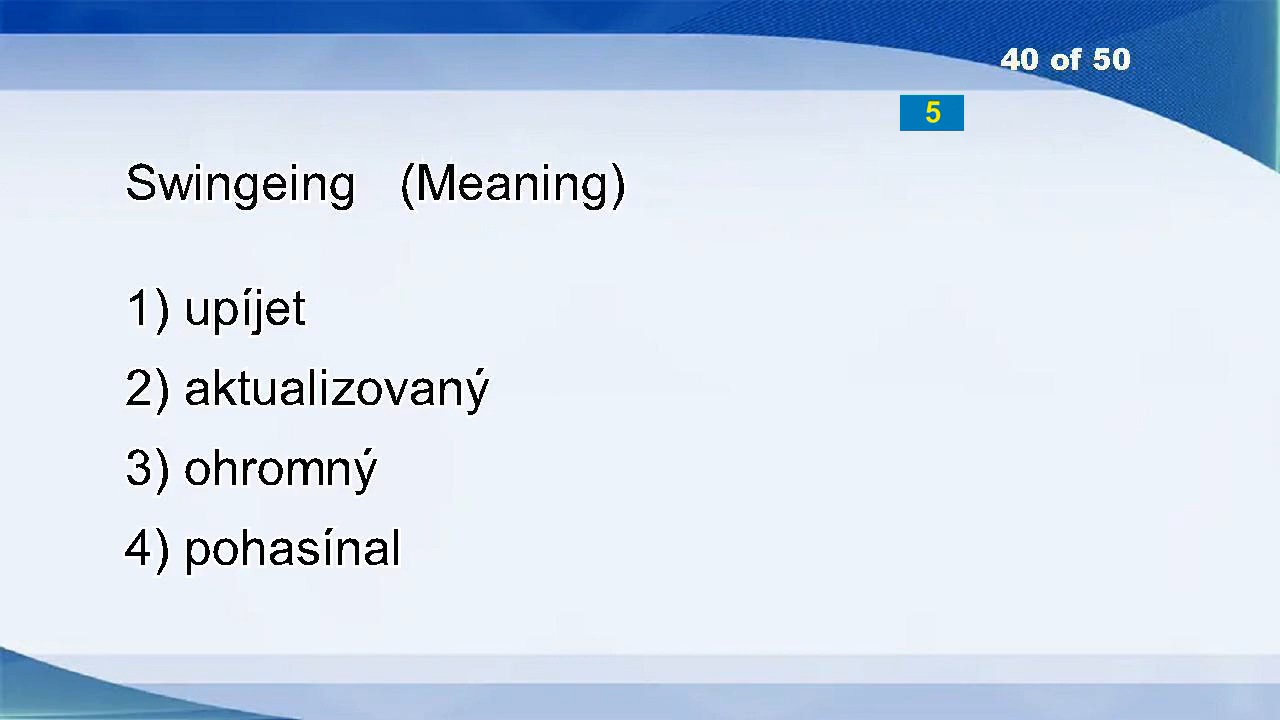 40 of 50
5
Swingeing (Meaning)
1) upíjet
2) aktualizovaný
3) ohromný
4) pohasínal